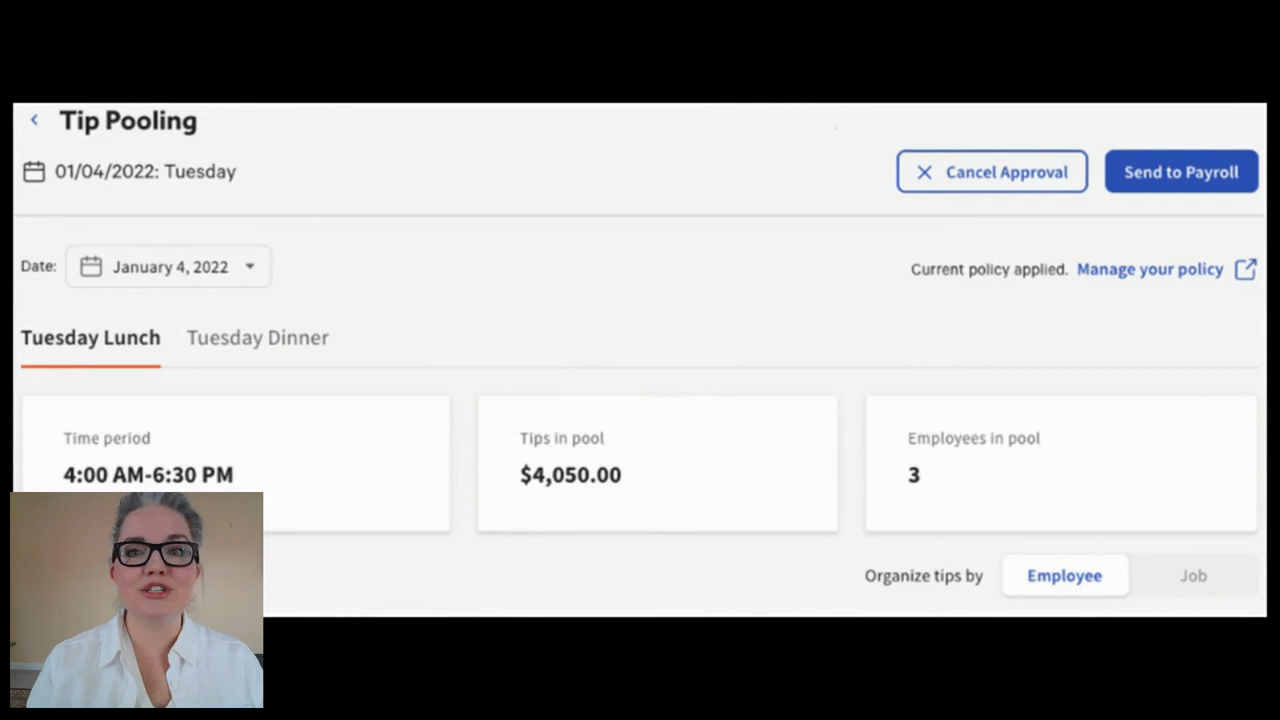 Tip Pooling
01/04/2022: Tuesday
Cancel Approval
Send to Payroll
Date:
January 4, 2022
Current policy applied. Manage your policy
Tuesday Lunch
Tuesday Dinner
Time period
4:00 AM-6:30 PM
Tips in pool
$4,050.00
Employees in pool
3
Organize tips by
Employee
Job